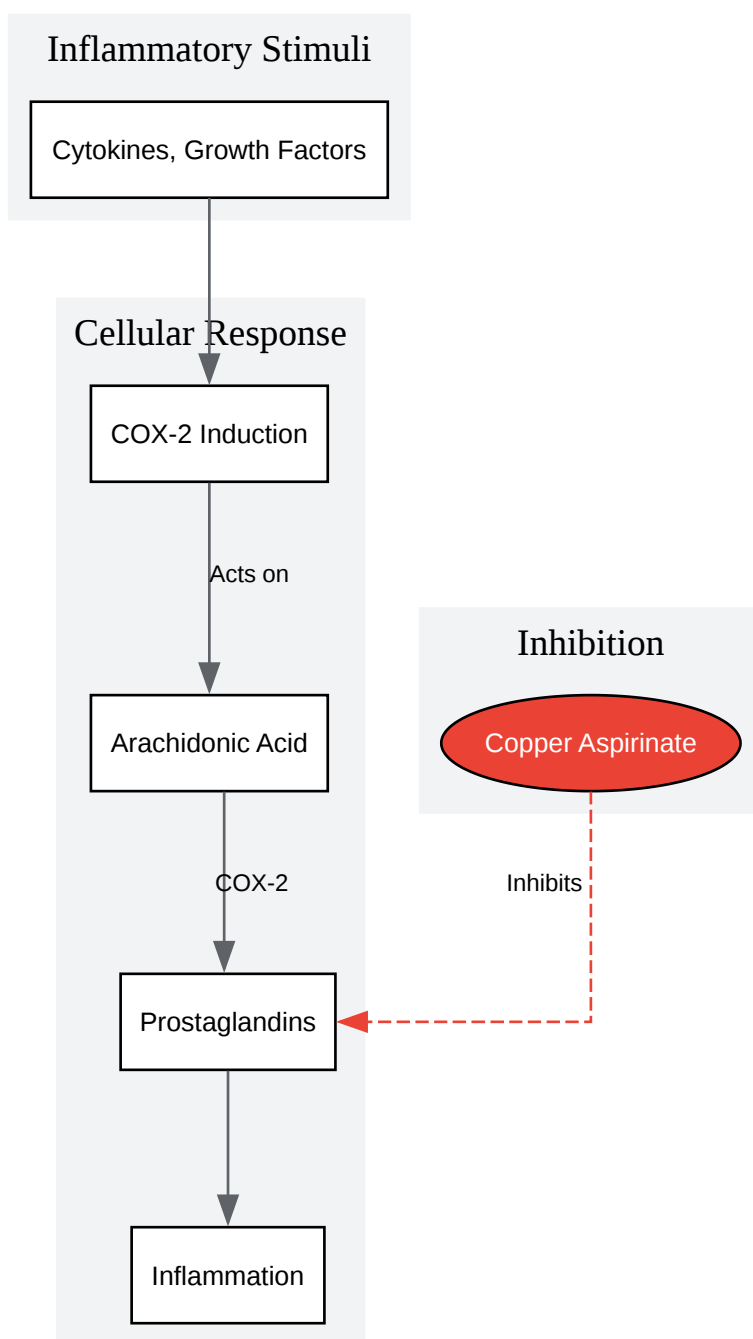 Inflammatory Stimuli
Cytokines, Growth Factors
Cellular Response
COX-2 Induction
Acts on
Inhibition
Arachidonic Acid
Copper Aspirinate
COX-2
Inhibits
Prostaglandins
Inflammation